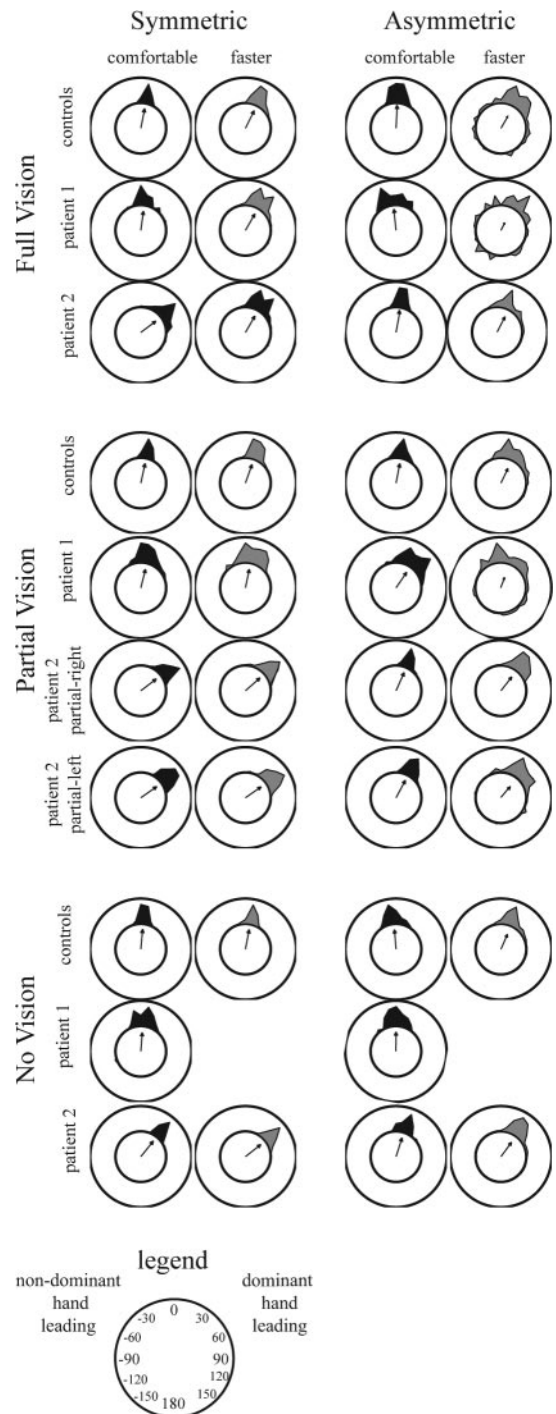 Symmetric Asymmetric
comfortable faster comfortable faster
Full Vision
controls
patient 1
patient 2
Partial Vision
controls
patient 1
patient 2
partial-right
patient 2
partial-left
No Vision
controls
patient 1
patient 2
legend
non-dominant
hand
leading
dominant
hand
leading
0
-30 30
-60 60
-90 90
-120 120
-150 150
180